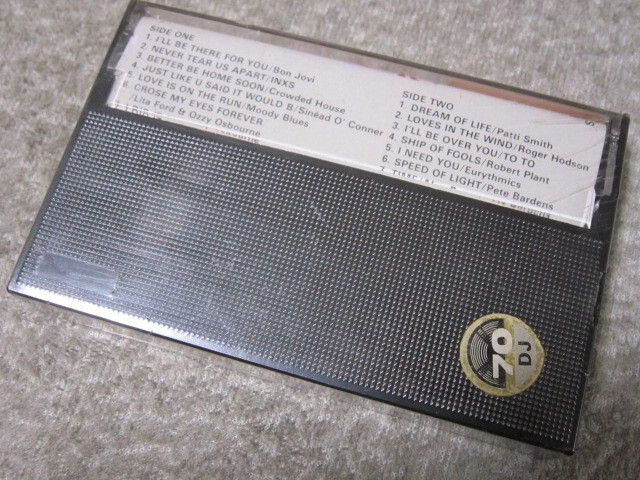 SIDE ONE
1. I'LL BE THERE FOR YOU/Bon Jovi
2. NEVER TEAR US APART/INXS
3. BETTER BE HOME SOON/Crowded House
4. JUST LIKE U SAID IT WOULD B/Sinéad O' Conner
5. LOVE IS ON THE RUN/Moody Blues
6. CROSE MY EYES FOREVER
/Lita Ford & Ozzy Osbourne
SIDE TWO
1. DREAM OF LIFE/Patti Smith
2. LOVES IN THE WIND/Roger Hodson
3. I'LL BE OVER YOU/TO TO
4. SHIP OF FOOLS/Robert Plant
5. I NEED YOU/Eurythmics
6. SPEED OF LIGHT/Pete Bardens
70
DJ